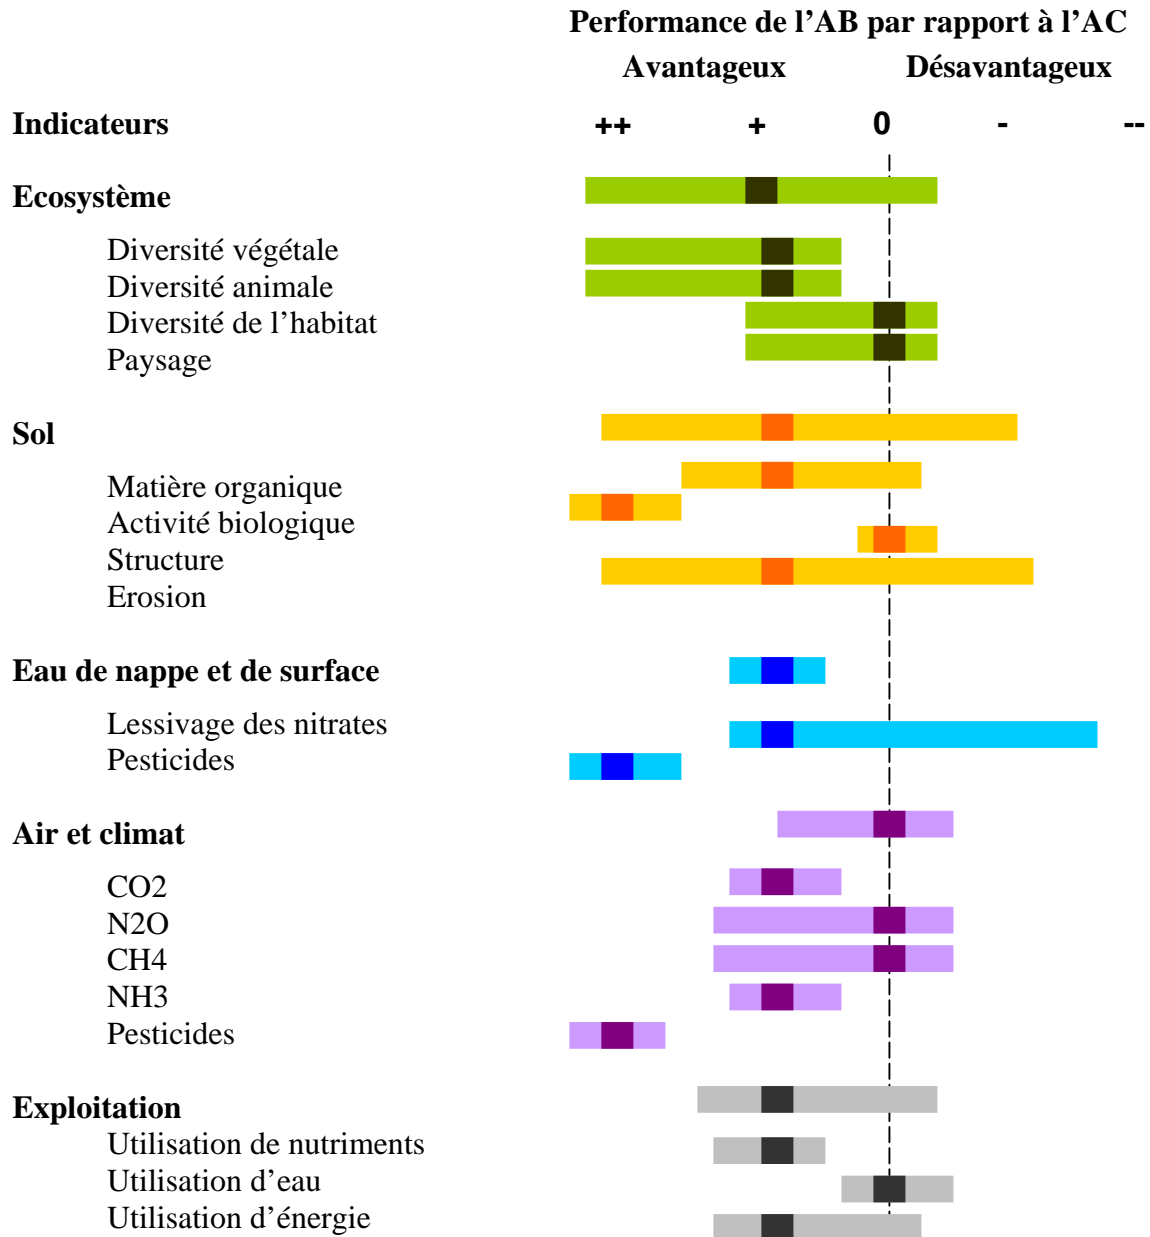 Performance de l’AB par rapport à l’AC
Avantageux Désavantageux
Indicateurs ++ + 0 - --
Ecosystème
Diversité végétale
Diversité animale
Diversité de l’habitat
Paysage
Sol
Matière organique
Activité biologique
Structure
Erosion
Eau de nappe et de surface
Lessivage des nitrates
Pesticides
Air et climat
CO2
N2O
CH4
NH3
Pesticides
Exploitation
Utilisation de nutriments
Utilisation d’eau
Utilisation d’énergie